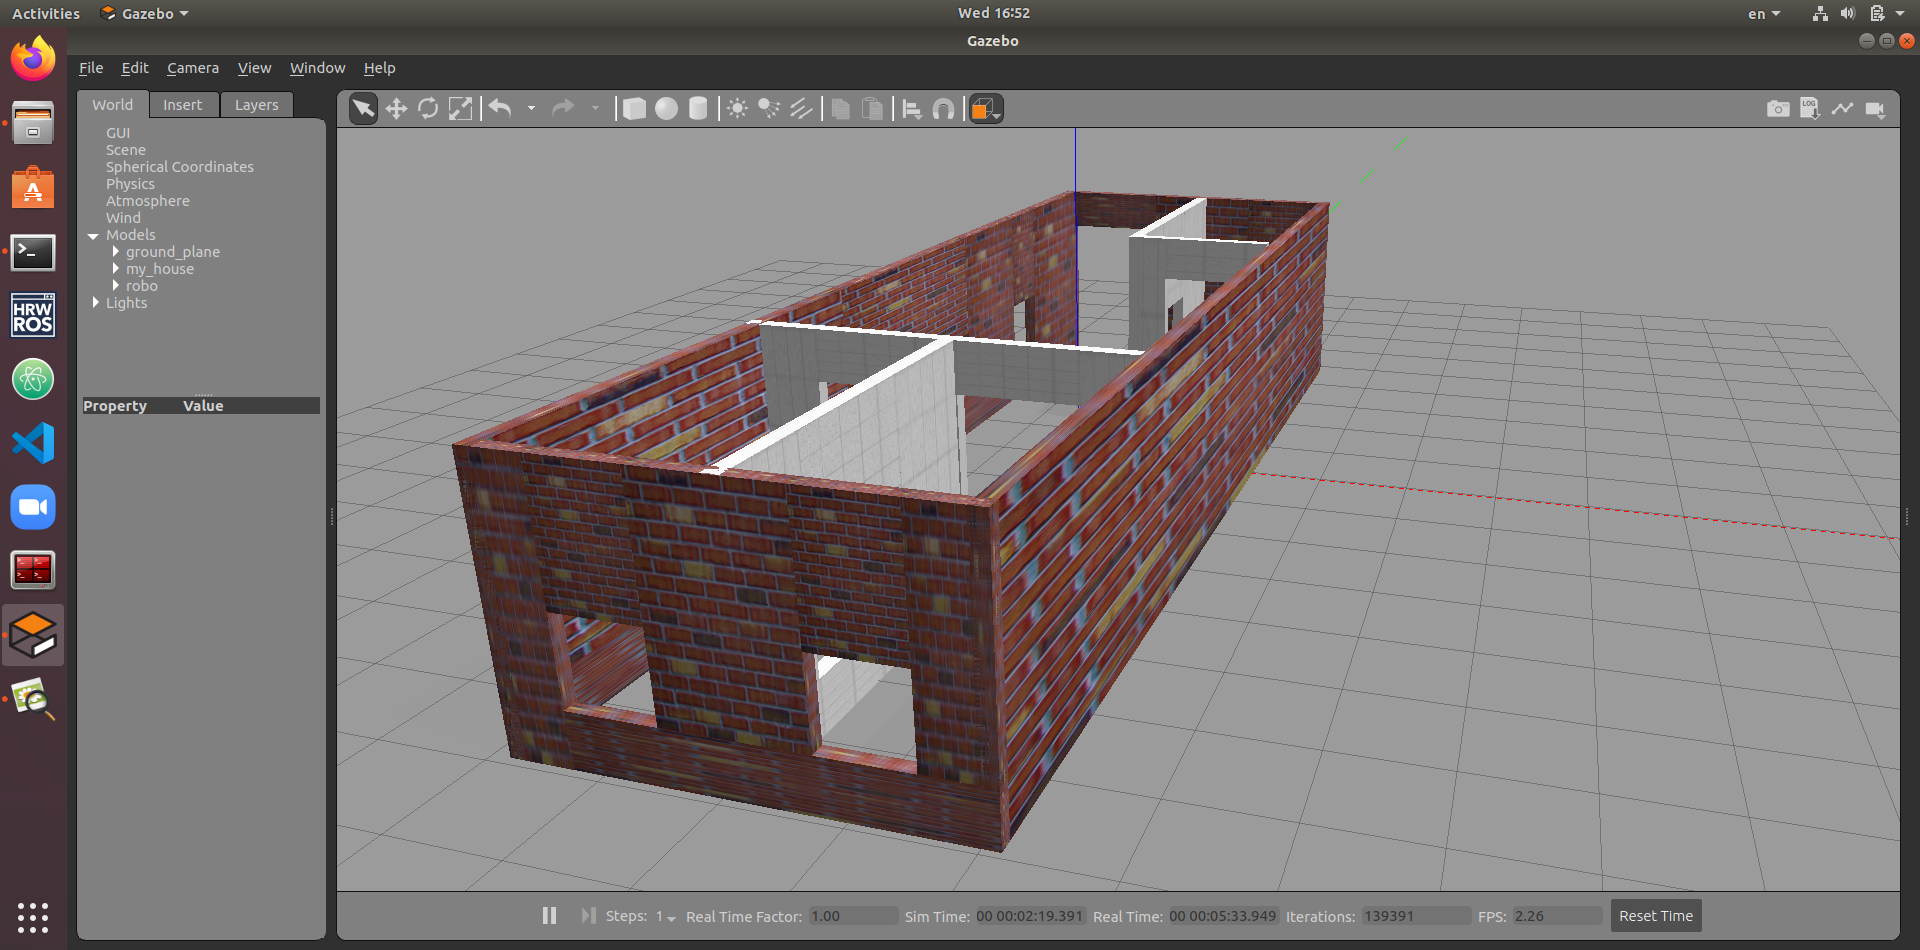 Activities Gazebo Wed 16:52 en
Gazebo
File Edit Camera View Window Help
World Insert Layers
LOG
GUI
Scene
Spherical Coordinates
Physics
Atmosphere
Wind
Models
ground_plane
my_house
robo
Lights
Property Value
HRW
ROS
Steps: 1 Real Time Factor: 1.00 Sim Time: 00 00:02:19.391 Real Time: 00 00:05:33.949 Iterations: 139391 FPS: 2.26 Reset Time